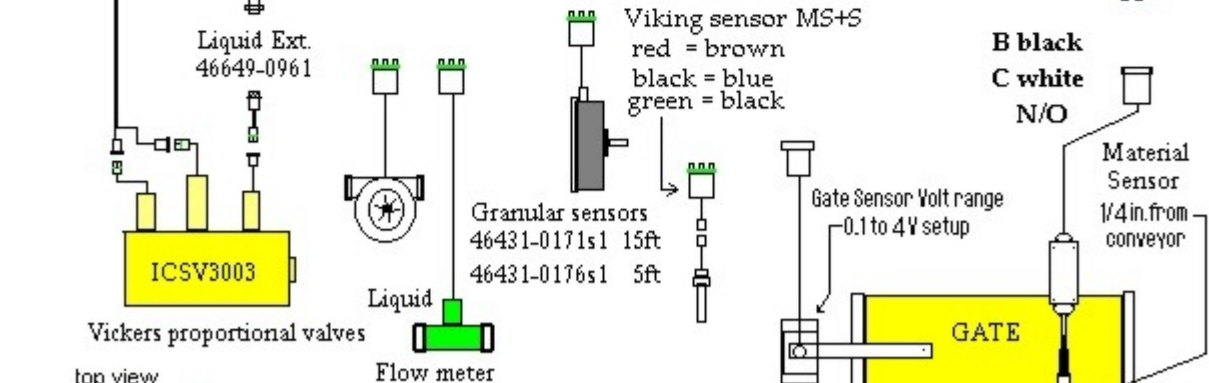 Liquid Ext.
46649-0961
Viking sensor MS+S
red = brown
black = blue
green = black
B black
C white
N/O
Material
Sensor
1/4in.from
conveyor
Gate Sensor Volt range
0.1 to 4V setup
Granular sensors
46431-0171s1 15ft
46431-0176s1 5ft
ICSV3003
Vickers proportional valves
Liquid
Flow meter
GATE
top view